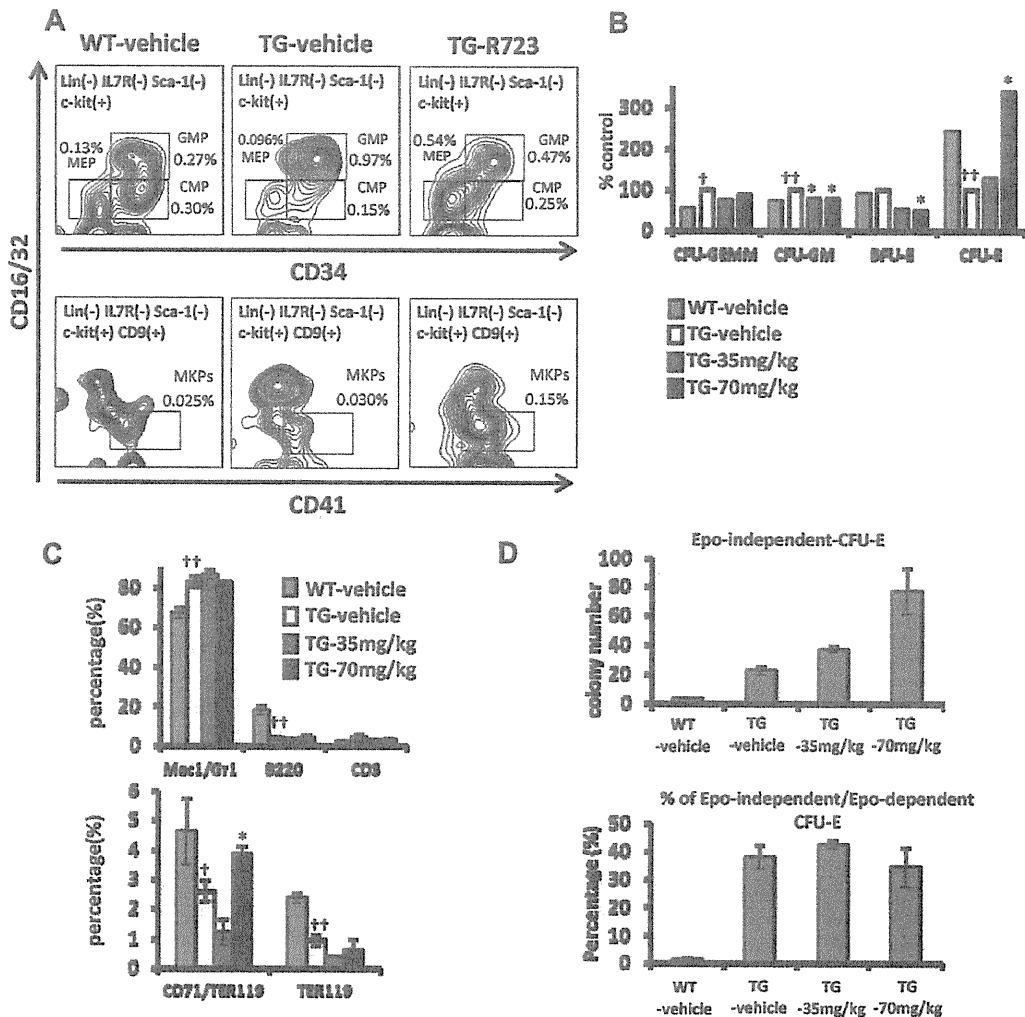 A
WT-vehicle
TG-vehicle
TG-R723
Lin(-) IL7R(-) Sca-1(-)
c-kit(+)
0.13%
MEP
GMP
0.27%
CMP
0.30%
Lin(-) IL7R(-) Sca-1(-)
c-kit(+)
0.096%
MEP
GMP
0.97%
CMP
0.15%
Lin(-) IL7R(-) Sca-1(-)
c-kit(+)
0.54%
MEP
GMP
0.47%
CMP
0.25%
CD16/32
CD34
Lin(-) IL7R(-) Sca-1(-)
c-kit(+) CD9(+)
MKPs
0.025%
Lin(-) IL7R(-) Sca-1(-)
c-kit(+) CD9(+)
MKPs
0.030%
Lin(-) IL7R(-) Sca-1(-)
c-kit(+) CD9(+)
MKPs
0.15%
CD41
B
% control
300
200
100
0
†
††
*
*
*
††
*
CFU-GEMM
CFU-GM
BFU-E
CFU-E
WT-vehicle
TG-vehicle
TG-35mg/kg
TG-70mg/kg
C
percentage(%)
80
60
40
20
0
††
††
Mac1/Gr1
B220
CD3
WT-vehicle
TG-vehicle
TG-35mg/kg
TG-70mg/kg
percentage(%)
6
5
4
3
2
1
0
†
*
††
CD71/TER119
TER119
D
Epo-independent-CFU-E
colony number
100
80
60
40
20
0
WT
-vehicle
TG
-vehicle
TG
-35mg/kg
TG
-70mg/kg
% of Epo-independent/Epo-dependent
CFU-E
Percentage (%)
50
40
30
20
10
0
WT
-vehicle
TG
-vehicle
TG
-35mg/kg
TG
-70mg/kg